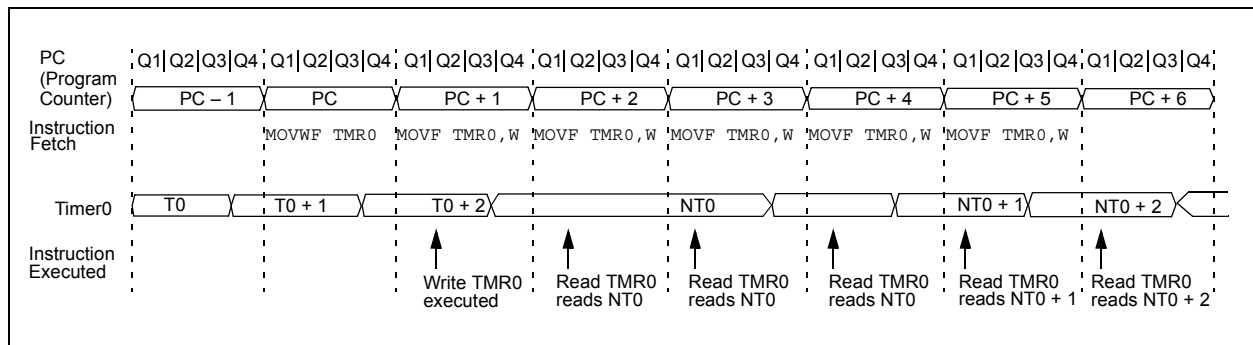 PC
(Program
Counter)
Q1 Q2 Q3 Q4 Q1 Q2 Q3 Q4 Q1 Q2 Q3 Q4 Q1 Q2 Q3 Q4 Q1 Q2 Q3 Q4 Q1 Q2 Q3 Q4 Q1 Q2 Q3 Q4 Q1 Q2 Q3 Q4
PC – 1 PC PC + 1 PC + 2 PC + 3 PC + 4 PC + 5 PC + 6
Instruction
Fetch
MOVWF TMR0 MOVF TMR0,W MOVF TMR0,W MOVF TMR0,W MOVF TMR0,W MOVF TMR0,W
Timer0
T0 T0 + 1 T0 + 2 NT0 NT0 + 1 NT0 + 2
Instruction
Executed
Write TMR0
executed
Read TMR0
reads NT0
Read TMR0
reads NT0
Read TMR0
reads NT0
Read TMR0
reads NT0 + 1
Read TMR0
reads NT0 + 2